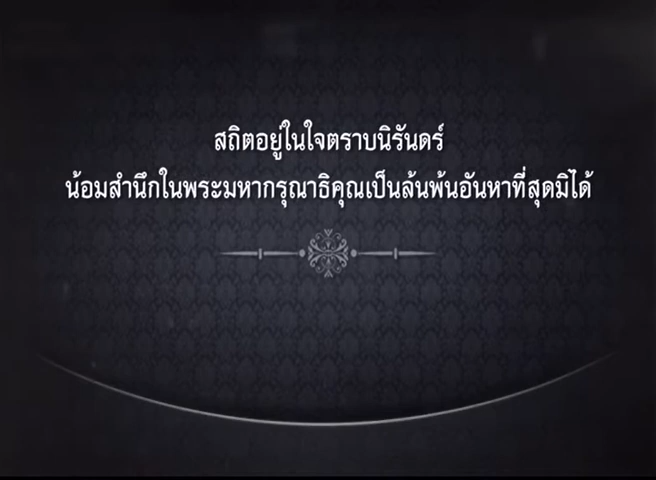 สถิตอยู่ในใจตราบนิรันดร์
น้อมสำนึกในพระมหากรุณาธิคุณเป็นล้นพ้นอันหาที่สุดมิได้